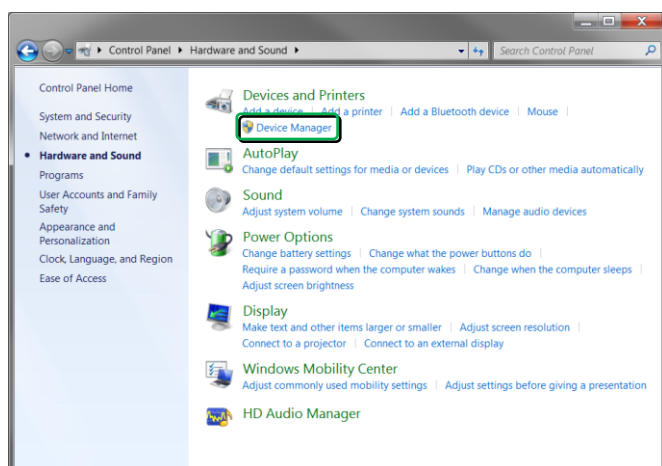 Control Panel Hardware and Sound Search Control Panel
Control Panel Home
System and Security
Network and Internet
Hardware and Sound
Programs
User Accounts and Family
Safety
Appearance and
Personalization
Clock, Language, and Region
Ease of Access
Devices and Printers
Add a device Add a printer Add a Bluetooth device Mouse
Device Manager
AutoPlay
Change default settings for media or devices Play CDs or other media automatically
Sound
Adjust system volume Change system sounds Manage audio devices
Power Options
Change battery settings Change what the power buttons do
Require a password when the computer wakes Change when the computer sleeps
Adjust screen brightness
Display
Make text and other items larger or smaller Adjust screen resolution
Connect to a projector Connect to an external display
Windows Mobility Center
Adjust commonly used mobility settings Adjust settings before giving a presentation
HD Audio Manager